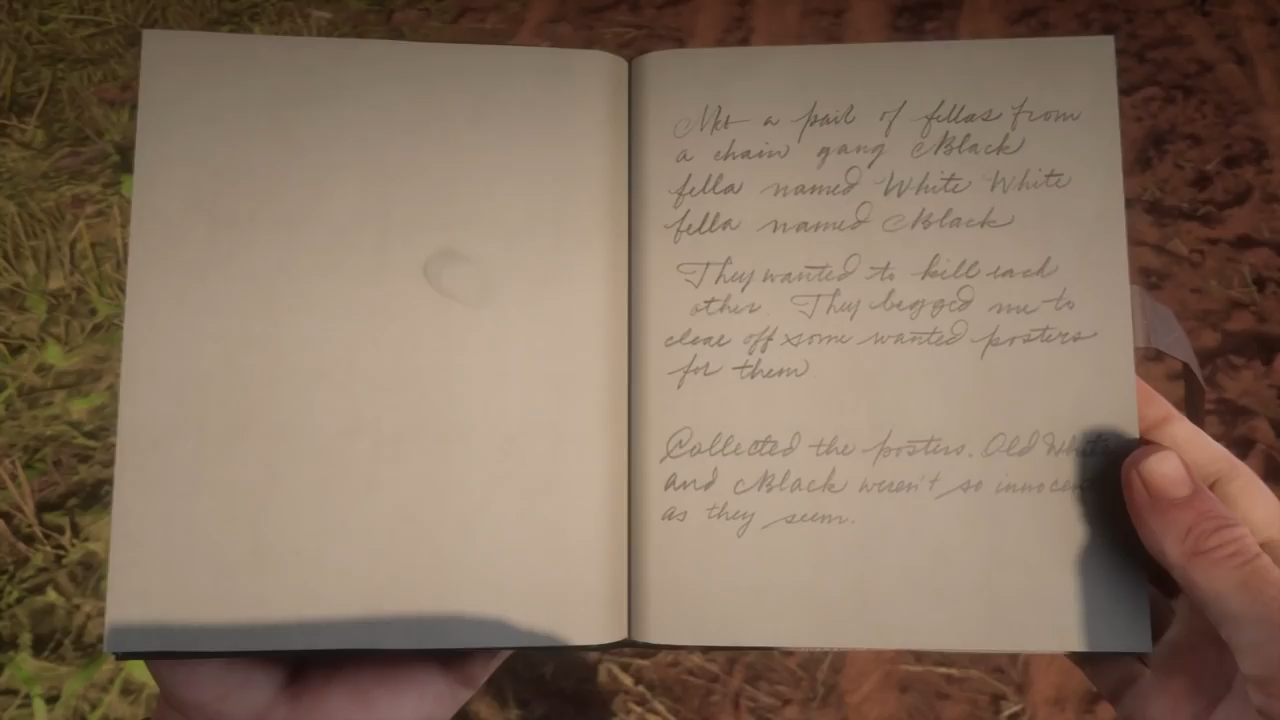 Met a pair of fellas from
a chain gang Black
fella named White White
fella named Black
They wanted to kill each
other. They begged me to
clear off some wanted posters
for them
Collected the posters. Old White
and Black weren't so innocent
as they seem.